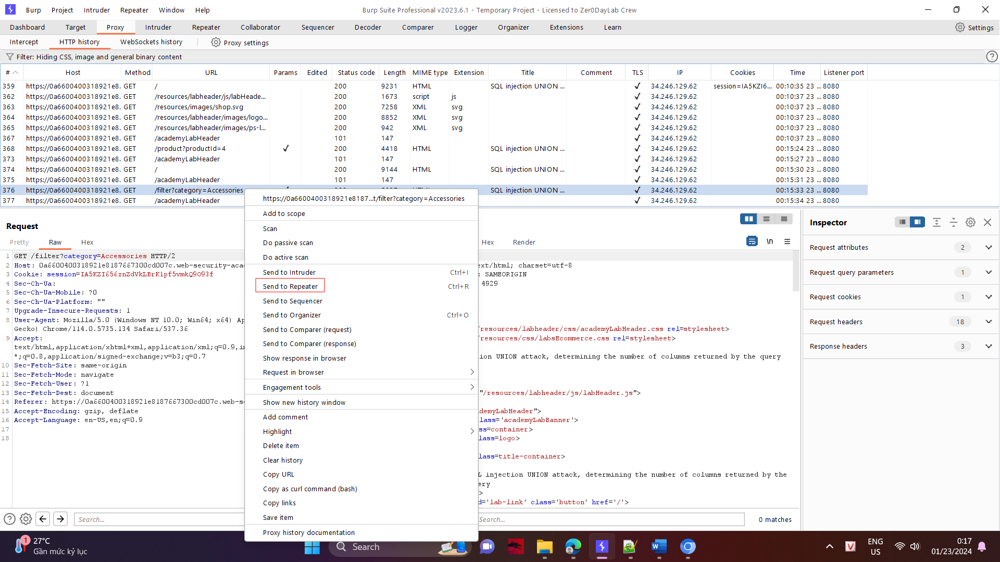 Burp Project Intruder Repeater Window Help
Burp Suite Professional v2023.6.1 - Temporary Project - Licensed to Zer0DayLab Crew
Dashboard Target Proxy Intruder Repeater Collaborator Sequencer Decoder Comparer Logger Organizer Extensions Learn Settings
Intercept HTTP history WebSockets history Proxy settings
Filter: Hiding CSS, image and general binary content
# Host Method URL Params Edited Status code Length MIME type Extension Title Comment TLS IP Cookies Time Listener port
359 https://0a6600400318921e8. GET / 200 9231 HTML SQL injection UNION ... ✓ 34.246.129.62 session=IA5KZI6... 00:10:35 23 ... 8080
362 https://0a6600400318921e8. GET /resources/labheader/js/labHeade... 200 1673 script js ✓ 34.246.129.62 00:10:37 23 ... 8080
363 https://0a6600400318921e8. GET /resources/images/shop.svg 200 7258 XML svg ✓ 34.246.129.62 00:10:37 23 ... 8080
364 https://0a6600400318921e8. GET /resources/labheader/images/logo... 200 8852 XML svg ✓ 34.246.129.62 00:10:37 23 ... 8080
365 https://0a6600400318921e8. GET /resources/labheader/images/ps-l... 200 942 XML svg ✓ 34.246.129.62 00:10:37 23 ... 8080
367 https://0a6600400318921e8. GET /academyLabHeader 101 147 ✓ 34.246.129.62 00:10:37 23 ... 8080
368 https://0a6600400318921e8. GET /product?productId=4 ✓ 200 4418 HTML SQL injection UNION ... ✓ 34.246.129.62 00:15:24 23 ... 8080
373 https://0a6600400318921e8. GET /academyLabHeader 101 147 ✓ 34.246.129.62 00:15:27 23 ... 8080
374 https://0a6600400318921e8. GET / 200 9144 HTML SQL injection UNION ... ✓ 34.246.129.62 00:15:30 23 ... 8080
375 https://0a6600400318921e8. GET /academyLabHeader 101 147 ✓ 34.246.129.62 00:15:31 23 ... 8080
376 https://0a6600400318921e8. GET /filter?category=Accessories SQL injection UNION ... ✓ 34.246.129.62 00:15:33 23 ... 8080
377 https://0a6600400318921e8. GET /academyLabHeader ✓ 34.246.129.62 00:15:34 23 ... 8080
https://0a6600400318921e8187...t/filter?category=Accessories
Add to scope
Scan
Do passive scan
Do active scan
Send to Intruder Ctrl+I
Send to Repeater Ctrl+R
Send to Sequencer
Send to Organizer Ctrl+O
Send to Comparer (request)
Send to Comparer (response)
Show response in browser
Request in browser
Engagement tools
Show new history window
Add comment
Highlight
Delete item
Clear history
Copy URL
Copy as curl command (bash)
Copy links
Save item
Proxy history documentation
Request
Pretty Raw Hex
1 GET /filter?category=Accessories HTTP/2
2 Host: 0a6600400318921e8187667300cd007c.web-security-aca
3 Cookie: session=IA5KZI656znZdVkLBrK1pf5vmkQ9O93f
4 Sec-Ch-Ua:
5 Sec-Ch-Ua-Mobile: ?0
6 Sec-Ch-Ua-Platform: ""
7 Upgrade-Insecure-Requests: 1
8 User-Agent: Mozilla/5.0 (Windows NT 10.0; Win64; x64) Ap
Gecko) Chrome/114.0.5735.134 Safari/537.36
9 Accept:
text/html,application/xhtml+xml,application/xml;q=0.9,i
*;q=0.8,application/signed-exchange;v=b3;q=0.7
10 Sec-Fetch-Site: same-origin
11 Sec-Fetch-Mode: navigate
12 Sec-Fetch-User: ?1
13 Sec-Fetch-Dest: document
14 Referer: https://0a6600400318921e8187667300cd007c.web-s
15 Accept-Encoding: gzip, deflate
16 Accept-Language: en-US,en;q=0.9
17
18
Search...
Hex Render \n
ext/html; charset=utf-8
: SAMEORIGIN
4929
/resources/labheader/css/academyLabHeader.css rel=stylesheet>
/resources/css/labsEcommerce.css rel=stylesheet>
ion UNION attack, determining the number of columns returned by the query
"/resources/labheader/js/labHeader.js">
demyLabHeader">
lass='academyLabBanner'>
ss=container>
lass=logo>
lass=title-container>
L injection UNION attack, determining the number of columns returned by the
ery
>
d='lab-link' class='button' href='/'>
Search...
0 matches
Inspector
Request attributes 2
Request query parameters 1
Request cookies 1
Request headers 18
Response headers 3
1
27°C
Gần mức kỷ lục
Search
W
V
ENG
US
0:17
01/23/2024